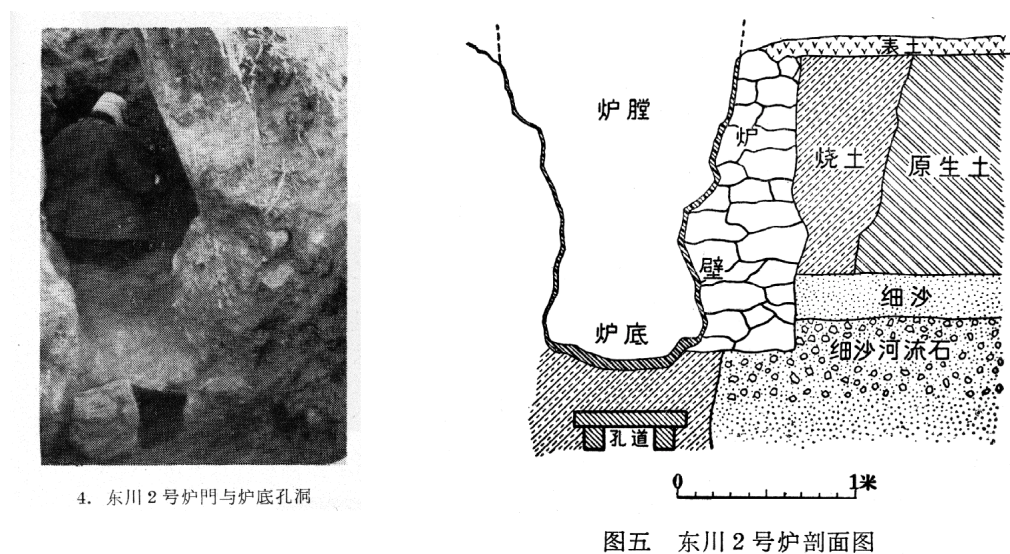 4. 东川2号炉門与炉底孔洞
表土
炉膛
炉
壁
烧土
原生土
炉底
细沙
细沙河流石
孔道
0 1米
图五 东川2号炉剖面图